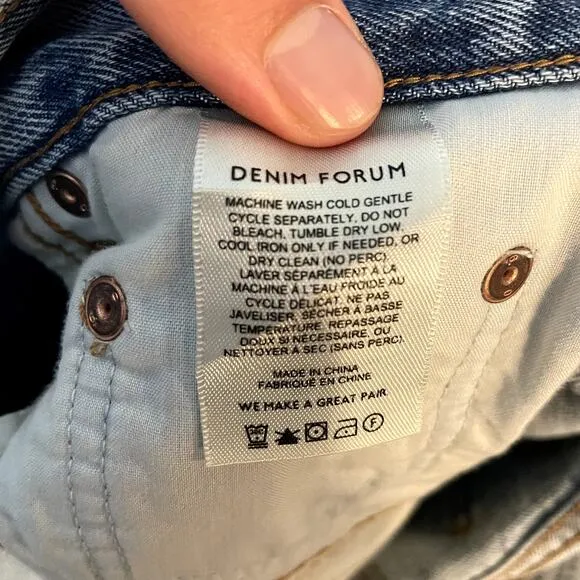 DENIM FORUM
MACHINE WASH COLD GENTLE
CYCLE SEPARATELY, DO NOT
BLEACH, TUMBLE DRY LOW,
COOL IRON ONLY IF NEEDED, OR
DRY CLEAN (NO PERC).
LAVER SÉPARÉMENT À LA
MACHINE À L'EAU FROIDE AU
CYCLE DÉLICAT, NE PAS
JAVELISER, SÉCHER À BASSE
TEMPÉRATURE, REPASSAGE
DOUX SI NÉCESSAIRE, OU
NETTOYER À SEC (SANS PERC).
MADE IN CHINA
FABRIQUÉ EN CHINE
WE MAKE A GREAT PAIR
F